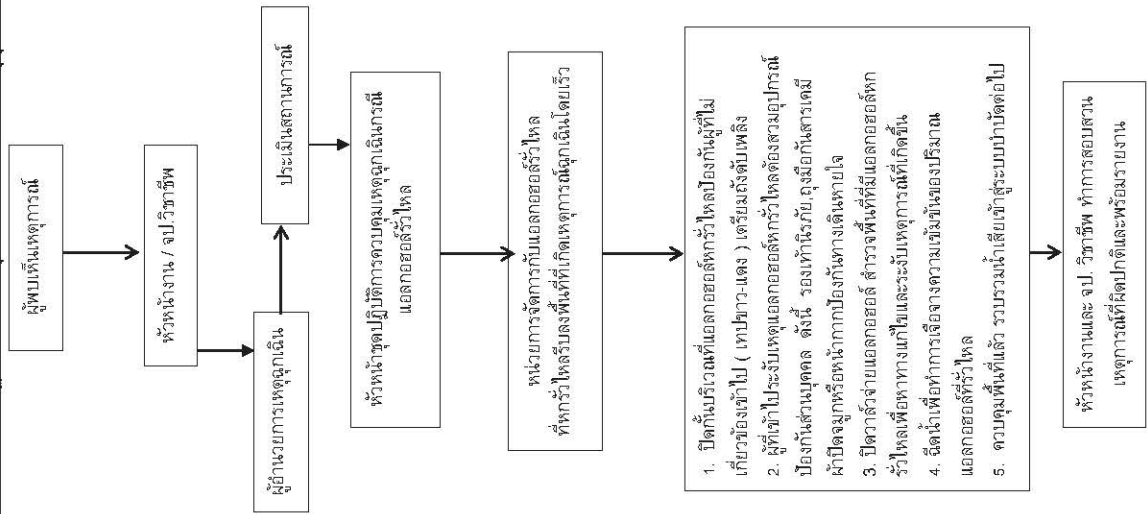 ผู้พบเห็นเหตุการณ์
หัวหน้างาน / จป.วิชาชีพ
ผู้อำนวยการเหตุฉุกเฉิน
ประเมินสถานการณ์
หัวหน้าชุดปฏิบัติการควบคุมเหตุฉุกเฉินกรณี
แอลกอฮอล์รั่วไหล
หน่วยการจัดการกับแอลกอฮอล์รั่วไหล
ที่หกรั่วไหลรีบลงพื้นที่ที่เกิดเหตุการณ์ฉุกเฉินโดยเร็ว
1. ปิดกั้นบริเวณที่แอลกอฮอล์หกรั่วไหลป้องกันผู้ที่ไม่
เกี่ยวข้องเข้าไป ( เทปขาว-แดง ) เตรียมถังดับเพลิง
2. ผู้ที่เข้าไประงับเหตุแอลกอฮอล์หกรั่วไหลต้องสวมอุปกรณ์
ป้องกันส่วนบุคคล ดังนี้ รองเท้านิรภัย,ถุงมือกันสารเคมี
ผ้าปิดจมูกหรือหน้ากากป้องกันทางเดินหายใจ
3. ปิดวาล์วจ่ายแอลกอฮอล์ สำรวจพื้นที่ที่มีแอลกอฮอล์หก
รั่วไหลเพื่อหาทางแก้ไขและระงับเหตุการณ์ที่เกิดขึ้น
4. ฉีดน้ำเพื่อทำการเจือจางความเข้มข้นของปริมาณ
แอลกอฮอล์ที่รั่วไหล
5. ควบคุมพื้นที่แล้ว รวบรวมน้ำเสียเข้าสู่ระบบบำบัดต่อไป
หัวหน้างานและ จป. วิชาชีพ ทำการสอบสวน
เหตุการณ์ที่ผิดปกติและพร้อมรายงาน